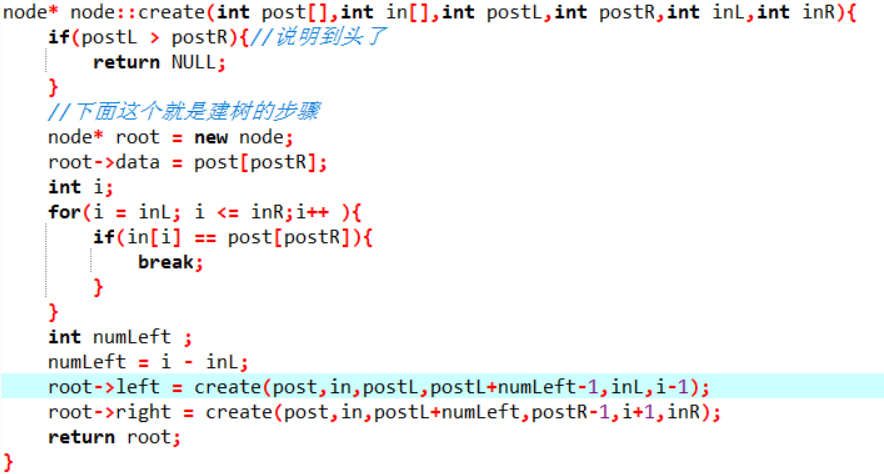 node* node::create(int post[],int in[],int postL,int postR,int inL,int inR){
    if(postL > postR){//说明到头了
        return NULL;
    }
    //下面这个就是建树的步骤
    node* root = new node;
    root->data = post[postR];
    int i;
    for(i = inL; i <= inR;i++ ){
        if(in[i] == post[postR]){
            break;
        }
    }
    int numLeft ;
    numLeft = i - inL;
    root->left = create(post,in,postL,postL+numLeft-1,inL,i-1);
    root->right = create(post,in,postL+numLeft,postR-1,i+1,inR);
    return root;
}